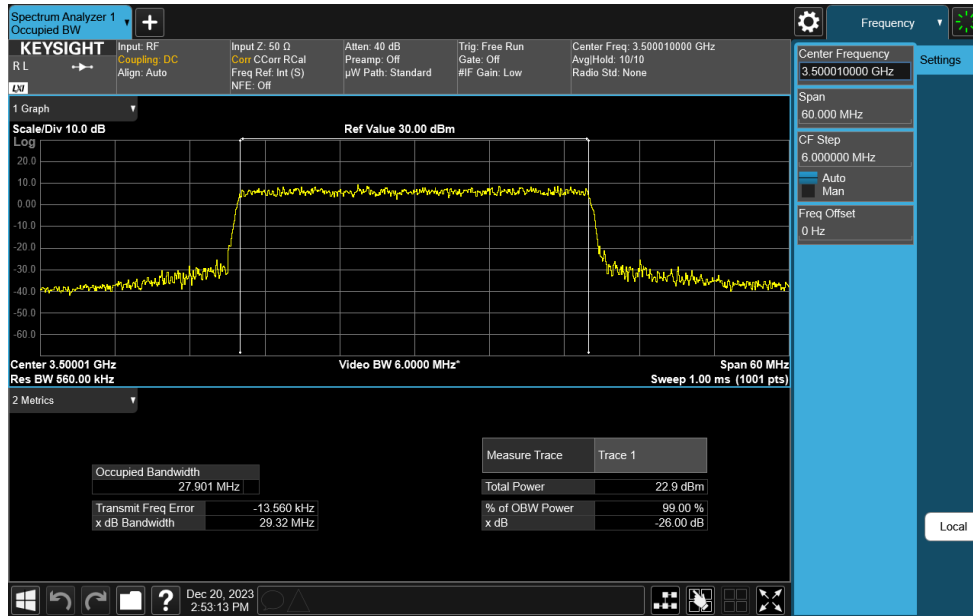 Spectrum Analyzer 1
Occupied BW
Frequency
KEYSIGHT
R L
LXI
Input: RF
Coupling: DC
Align: Auto
Input Z: 50 Ω
Corr CCorr RCal
Freq Ref: Int (S)
NFE: Off
Atten: 40 dB
Preamp: Off
µW Path: Standard
Trig: Free Run
Gate: Off
#IF Gain: Low
Center Freq: 3.500010000 GHz
Avg|Hold: 10/10
Radio Std: None
Center Frequency
3.500010000 GHz
Settings
Span
60.000 MHz
CF Step
6.000000 MHz
Auto
Man
Freq Offset
0 Hz
1 Graph
Scale/Div 10.0 dB
Ref Value 30.00 dBm
Log
20.0
10.0
0.00
-10.0
-20.0
-30.0
-40.0
-50.0
-60.0
Center 3.50001 GHz
Video BW 6.0000 MHz*
Span 60 MHz
Res BW 560.00 kHz
Sweep 1.00 ms (1001 pts)
2 Metrics
Measure Trace
Trace 1
Occupied Bandwidth
27.901 MHz
Total Power
22.9 dBm
Transmit Freq Error
-13.560 kHz
% of OBW Power
99.00 %
x dB Bandwidth
29.32 MHz
x dB
-26.00 dB
Local
?
Dec 20, 2023
2:53:13 PM